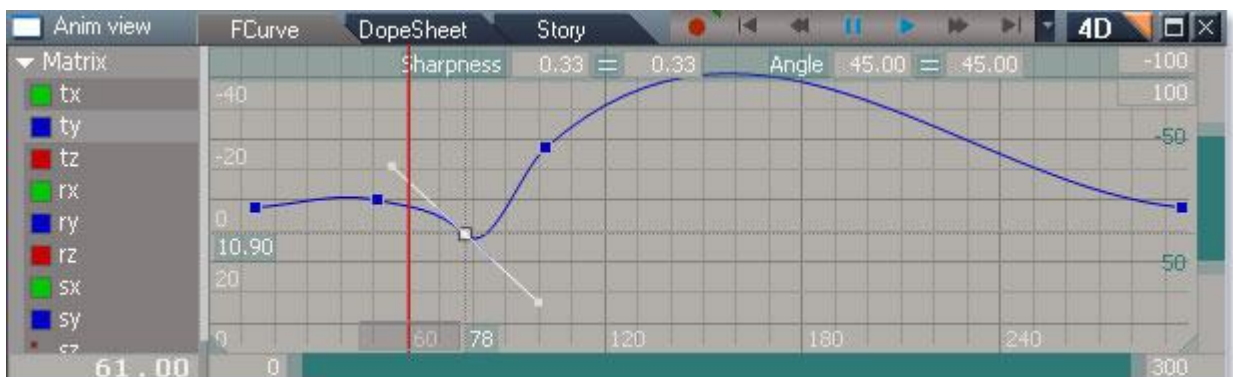 Anim view FCurve DopeSheet Story 4D
Matrix Sharpness 0.33 = 0.33 Angle 45.00 = 45.00 -100
tx -40 100
ty -50
tz -20
rx
ry 0
rz 10.90 50
sx 20
sy
sz 0 60 78 120 180 240
61.00 0 300